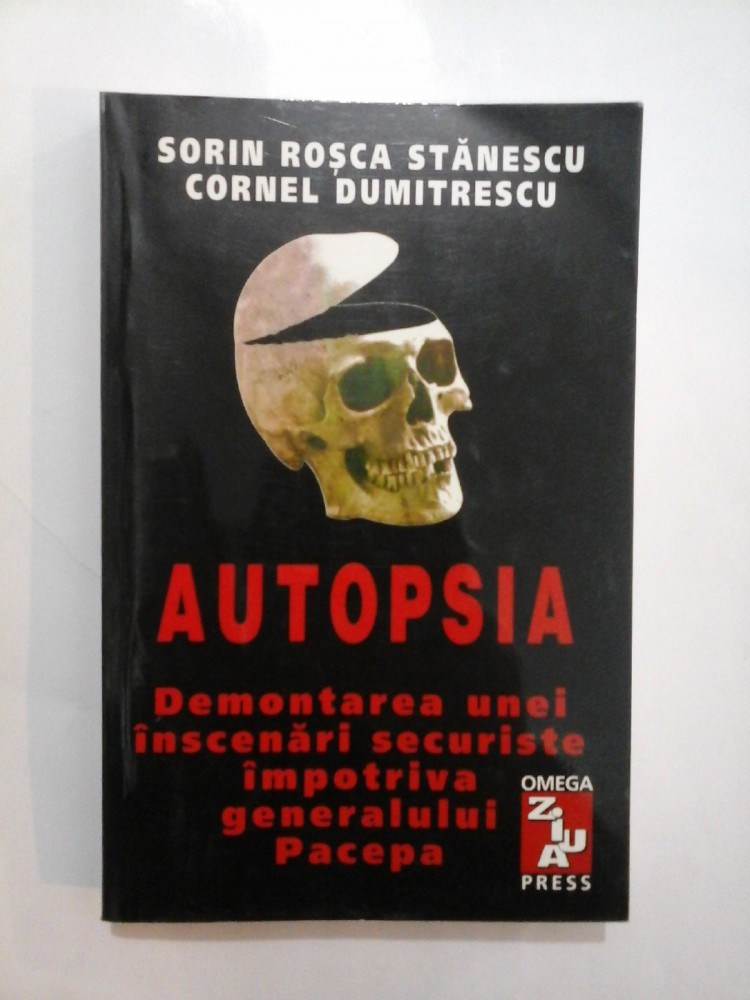 SORIN ROȘCA STĂNESCU
CORNEL DUMITRESCU
AUTOPSIA
Demontarea unei
înscenări securiste
împotriva
generalului
Pacepa
OMEGA
ZIUA
PRESS